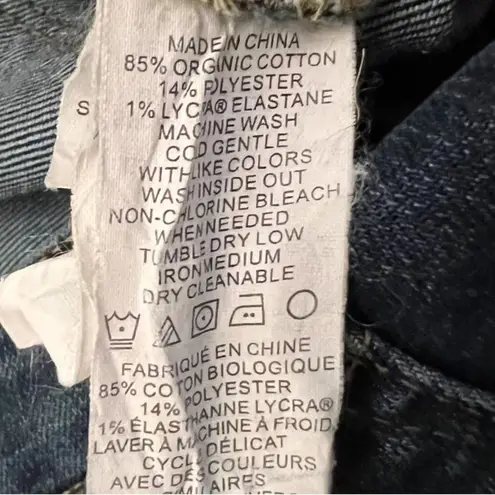 MADE IN CHINA
85% ORGANIC COTTON
14% POLYESTER
1% LYCRA® ELASTANE
MACHINE WASH
COLD GENTLE
WITH LIKE COLORS
WASH INSIDE OUT
NON-CHLORINE BLEACH
WHEN NEEDED
TUMBLE DRY LOW
IRON MEDIUM
DRY CLEANABLE
FABRIQUÉ EN CHINE
85% COTON BIOLOGIQUE
14% POLYESTER
1% ÉLASTHANNE LYCRA®
LAVER À MACHINE À FROID,
CYCLE DÉLICAT
AVEC DES COULEURS
S